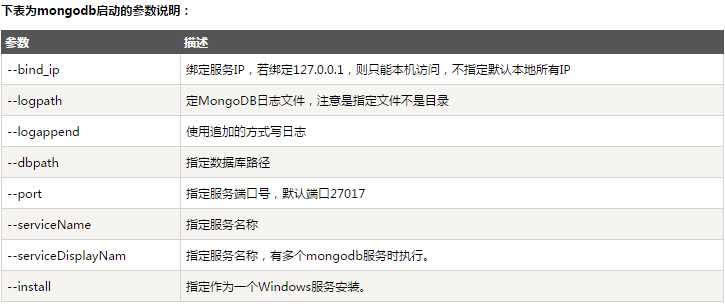 下表为mongodb启动的参数说明：
参数 描述
--bind_ip 绑定服务IP，若绑定127.0.0.1，则只能本机访问，不指定默认本地所有IP
--logpath 定MongoDB日志文件，注意是指定文件不是目录
--logappend 使用追加的方式写日志
--dbpath 指定数据库路径
--port 指定服务端口号，默认端口27017
--serviceName 指定服务名称
--serviceDisplayNam 指定服务名称，有多个mongodb服务时执行。
--install 指定作为一个Windows服务安装。